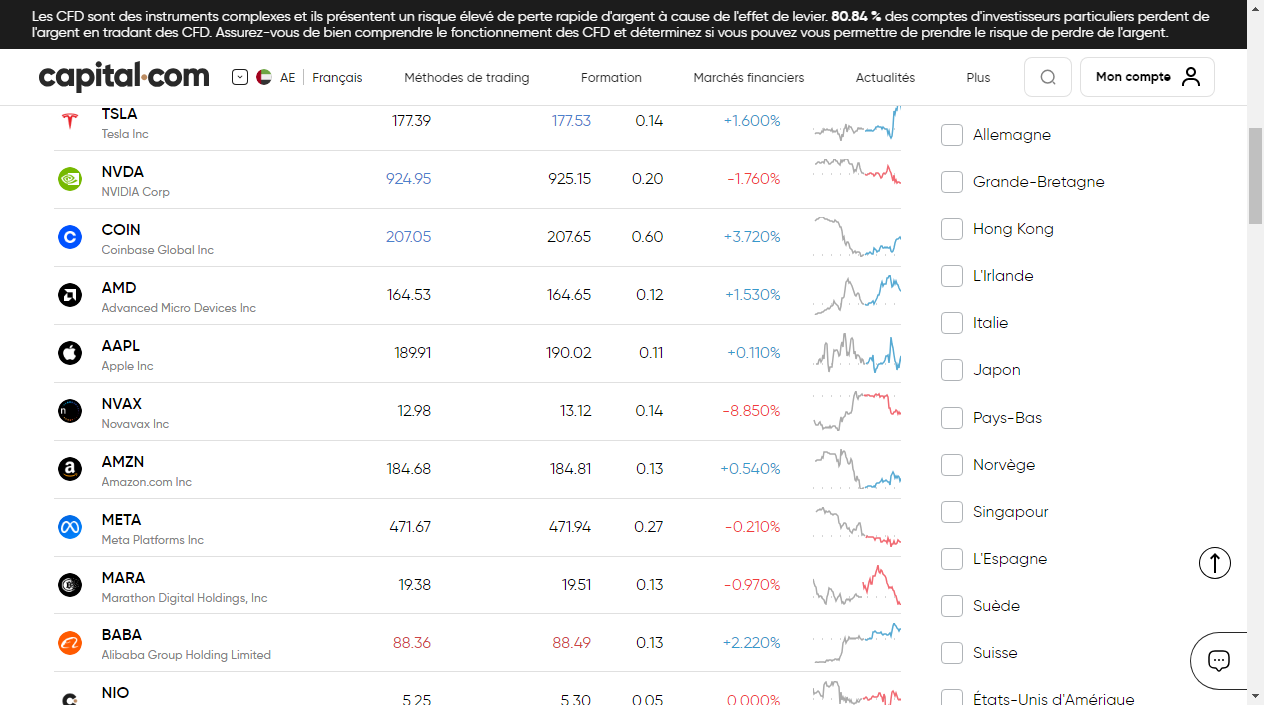 Les CFD sont des instruments complexes et ils présentent un risque élevé de perte rapide d'argent à cause de l'effet de levier. 80.84 % des comptes d'investisseurs particuliers perdent de
l'argent en tradant des CFD. Assurez-vous de bien comprendre le fonctionnement des CFD et déterminez si vous pouvez vous permettre de prendre le risque de perdre de l'argent.
capital.com AE Français Méthodes de trading Formation Marchés financiers Actualités Plus Mon compte
TSLA 177.39 177.53 0.14 +1.600%
Tesla Inc
NVDA 924.95 925.15 0.20 -1.760%
NVIDIA Corp
COIN 207.05 207.65 0.60 +3.720%
Coinbase Global Inc
AMD 164.53 164.65 0.12 +1.530%
Advanced Micro Devices Inc
AAPL 189.91 190.02 0.11 +0.110%
Apple Inc
NVAX 12.98 13.12 0.14 -8.850%
Novavax Inc
AMZN 184.68 184.81 0.13 +0.540%
Amazon.com Inc
META 471.67 471.94 0.27 -0.210%
Meta Platforms Inc
MARA 19.38 19.51 0.13 -0.970%
Marathon Digital Holdings, Inc
BABA 88.36 88.49 0.13 +2.220%
Alibaba Group Holding Limited
NIO 5.25 5.30 0.05 0.000%
Allemagne
Grande-Bretagne
Hong Kong
L'Irlande
Italie
Japon
Pays-Bas
Norvège
Singapour
L'Espagne
Suède
Suisse
États-Unis d'Amérique